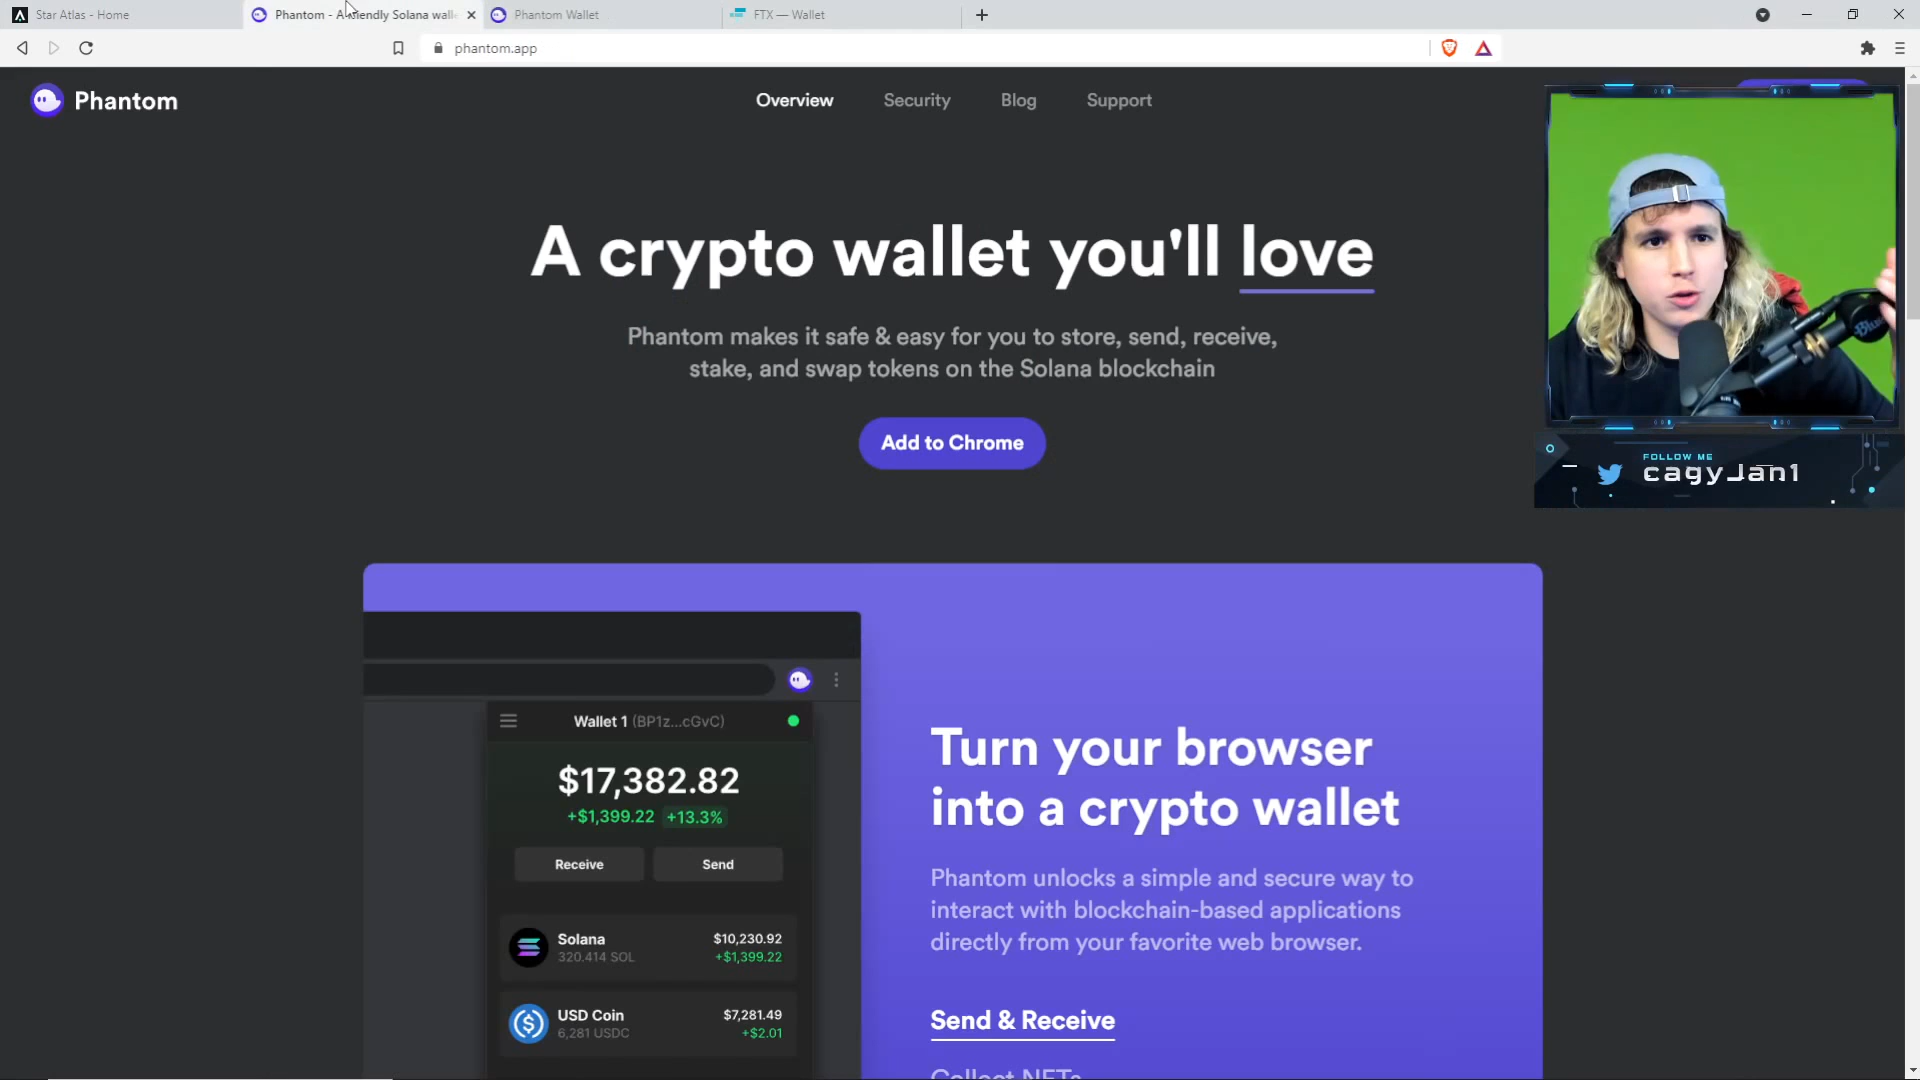 Star Atlas - Home
Phantom - A friendly Solana walle
Phantom Wallet
FTX — Wallet
phantom.app
Phantom
Overview
Security
Blog
Support
A crypto wallet you'll love
Phantom makes it safe & easy for you to store, send, receive,
stake, and swap tokens on the Solana blockchain
Add to Chrome
FOLLOW ME
cagyJan1
Wallet 1 (BP1z...cGvC)
$17,382.82
+$1,399.22 +13.3%
Receive
Send
Solana
$10,230.92
320.414 SOL
+$1,399.22
USD Coin
$7,281.49
6,281 USDC
+$2.01
Turn your browser
into a crypto wallet
Phantom unlocks a simple and secure way to
interact with blockchain-based applications
directly from your favorite web browser.
Send & Receive
Collect NFTs